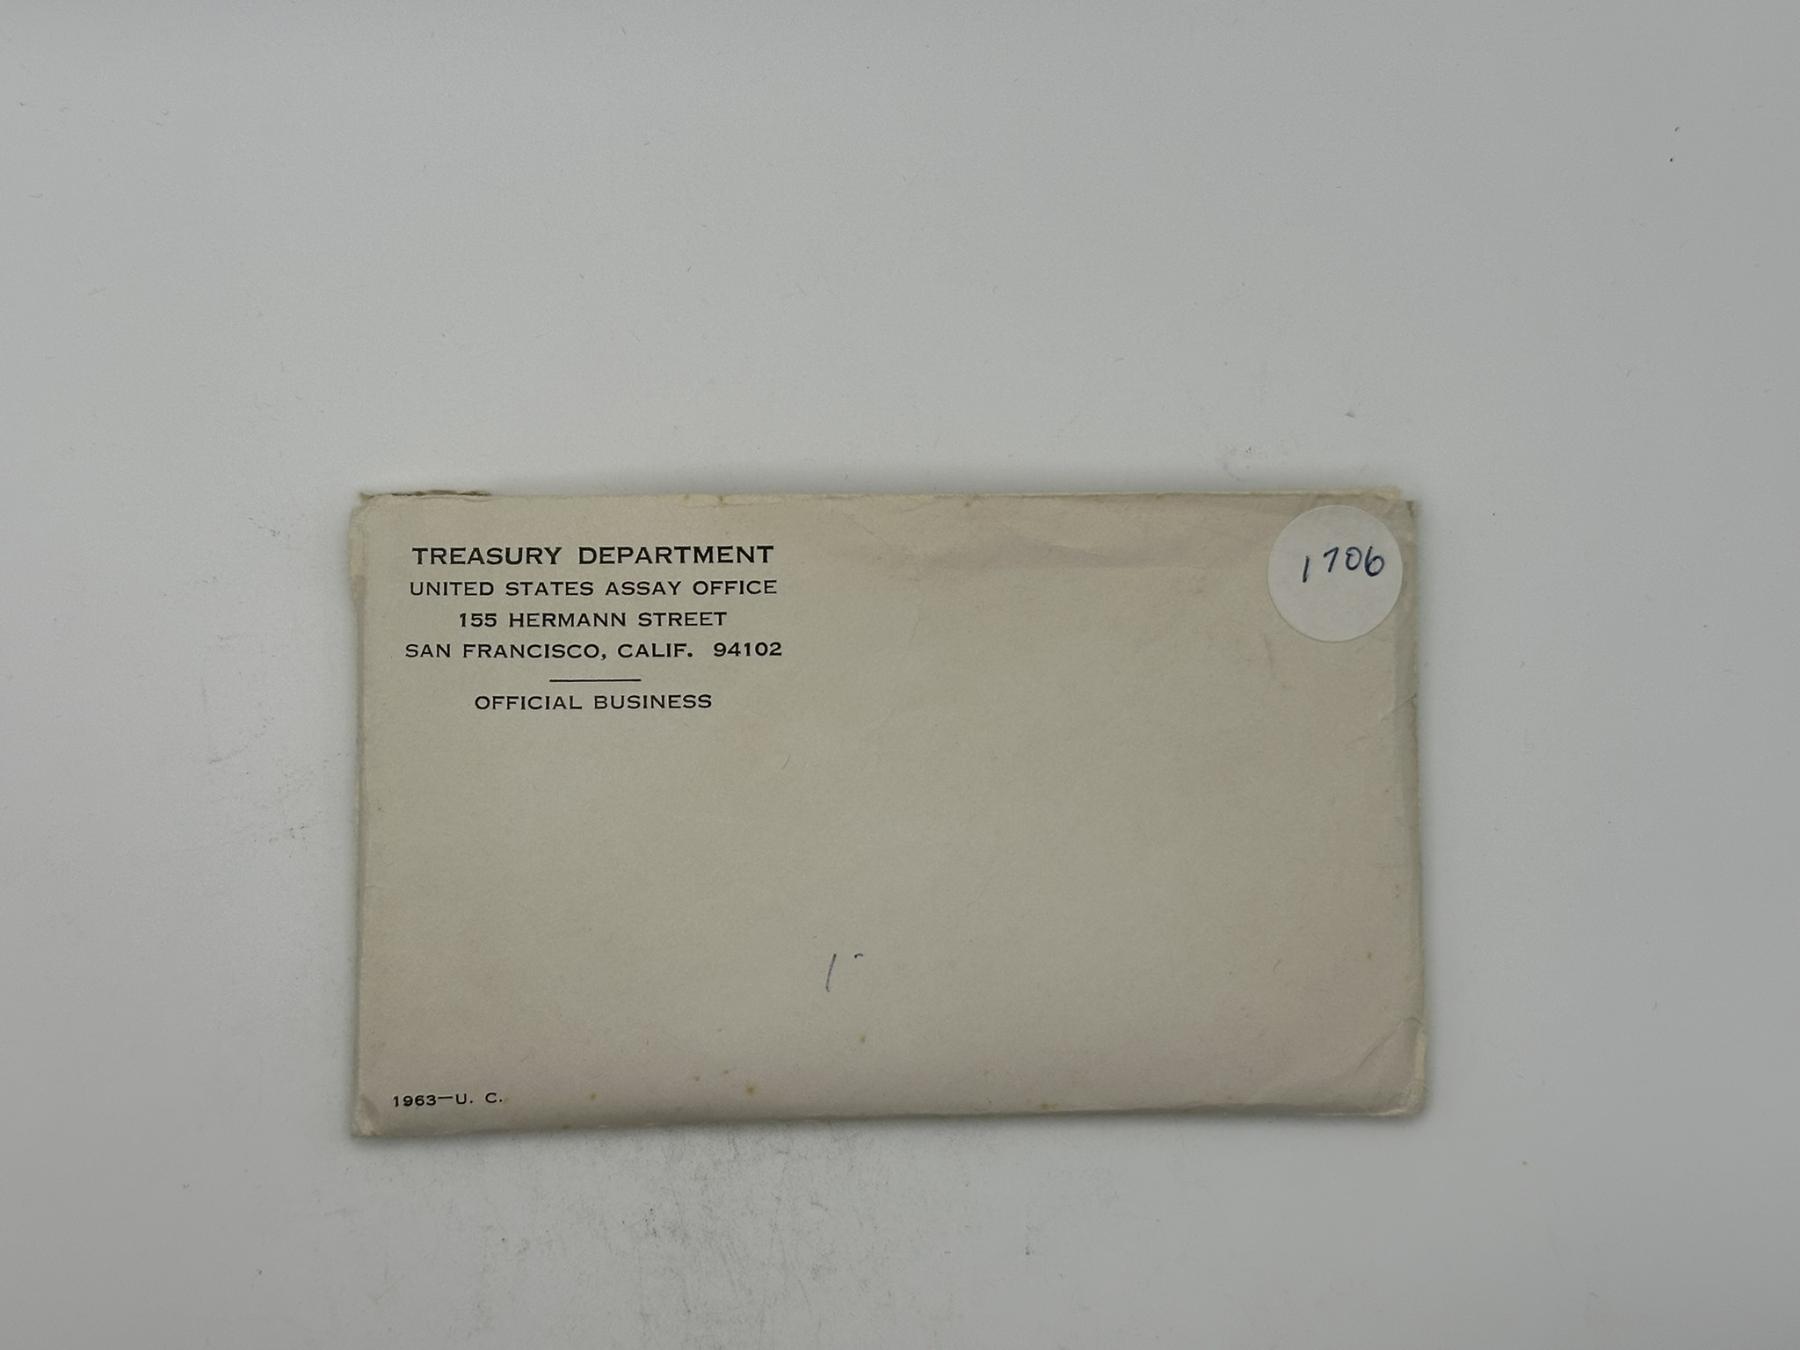 TREASURY DEPARTMENT
UNITED STATES ASSAY OFFICE
155 HERMANN STREET
SAN FRANCISCO, CALIF. 94102
OFFICIAL BUSINESS
1706
1963—U. C.